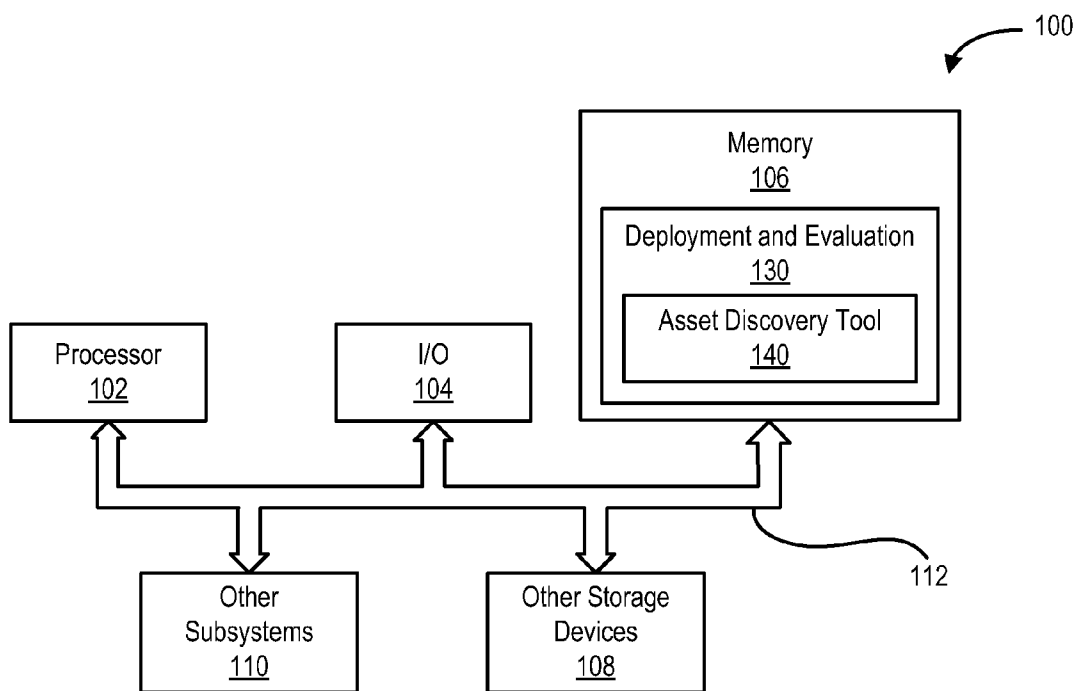 100
Memory
106
Deployment and Evaluation
130
Asset Discovery Tool
140
Processor
102
I/O
104
112
Other
Subsystems
110
Other Storage
Devices
108